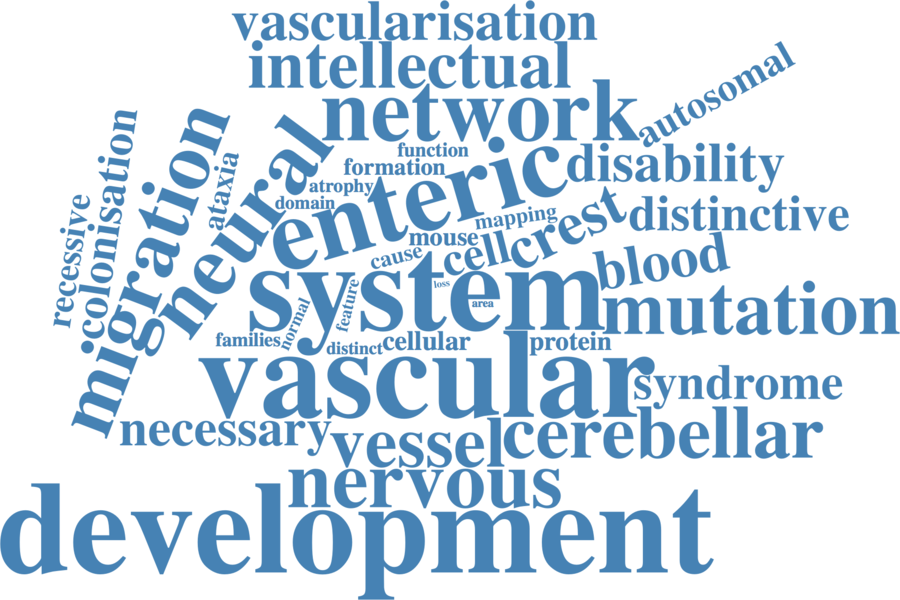 vascularisation
intellectual
network
autosomal
function
formation
disability
atrophy
domain
enteric
neural
ataxia
migration
colonisation
recessive
mapping
mouse
crest
distinctive
cause
cell
system
loss
area
blood
mutation
feature
normal
families
distinct
cellular
protein
vascular
syndrome
necessary
vessel
cerebellar
nervous
development